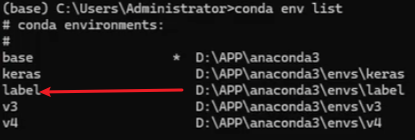 (base) C:\Users\Administrator>conda env list
# conda environments:
#
base                  *  D:\APP\anaconda3
keras                    D:\APP\anaconda3\envs\keras
label                    D:\APP\anaconda3\envs\label
v3                       D:\APP\anaconda3\envs\v3
v4                       D:\APP\anaconda3\envs\v4